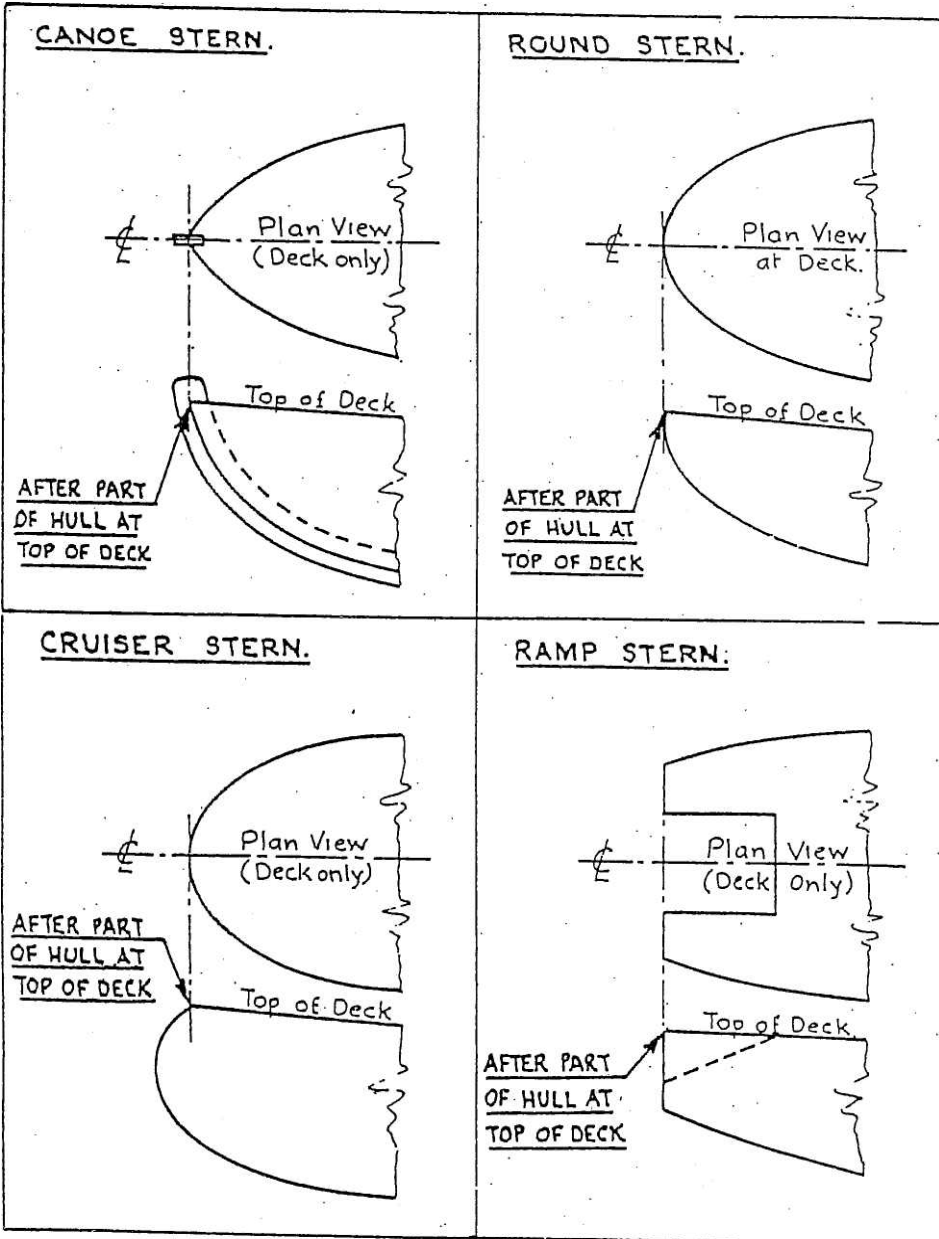 CANOE STERN.
℄
Plan View
(Deck only)
Top of Deck
AFTER PART
OF HULL AT
TOP OF DECK
ROUND STERN.
℄
Plan View
at Deck.
Top of Deck
AFTER PART
OF HULL AT
TOP OF DECK
CRUISER STERN.
℄
Plan View
(Deck only)
AFTER PART
OF HULL AT
TOP OF DECK
Top of Deck
RAMP STERN:
℄
Plan View
(Deck Only)
Top of Deck
AFTER PART
OF HULL AT
TOP OF DECK